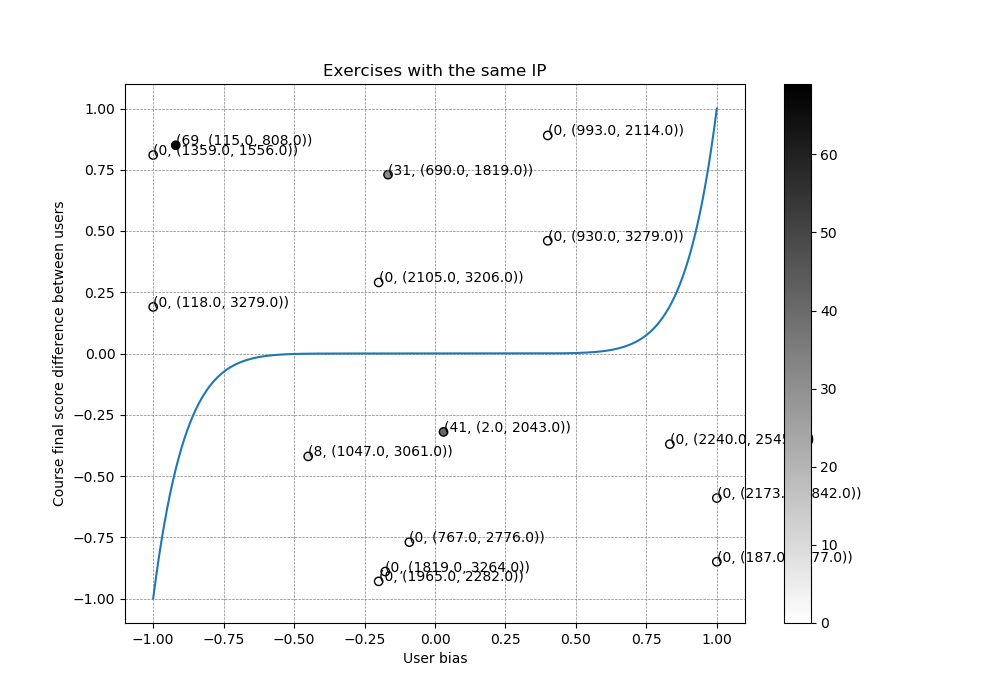 Exercises with the same IP
Course final score difference between users
1.00
0.75
0.50
0.25
0.00
−0.25
−0.50
−0.75
−1.00
(69, (115.0, 808.0))
(0, (1359.0, 1556.0))
(0, (993.0, 2114.0))
(31, (690.0, 1819.0))
(0, (930.0, 3279.0))
(0, (2105.0, 3206.0))
(0, (118.0, 3279.0))
(41, (2.0, 2043.0))
(0, (2240.0,
(8, (1047.0, 3061.0))
(0, (767.0, 2776.0))
(0, (1819.0, 3264.0))
(0, (1965.0, 2282.0))
(0, (187.0,
−1.00 −0.75 −0.50 −0.25 0.00 0.25 0.50 0.75 1.00
User bias
60
50
40
30
20
10
0